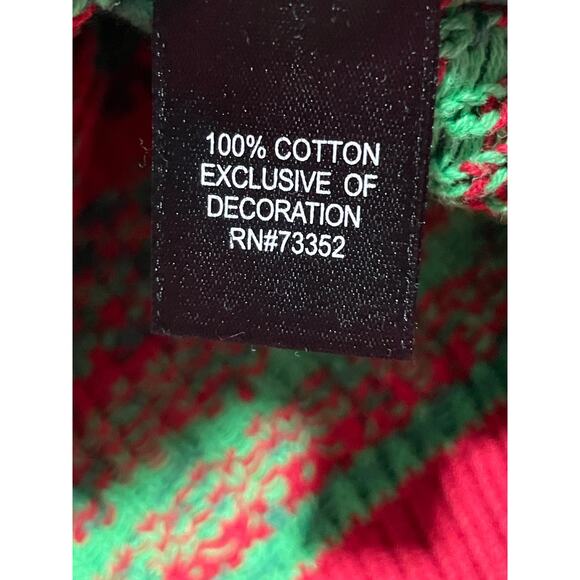 100% COTTON
EXCLUSIVE OF
DECORATION
RN#73352